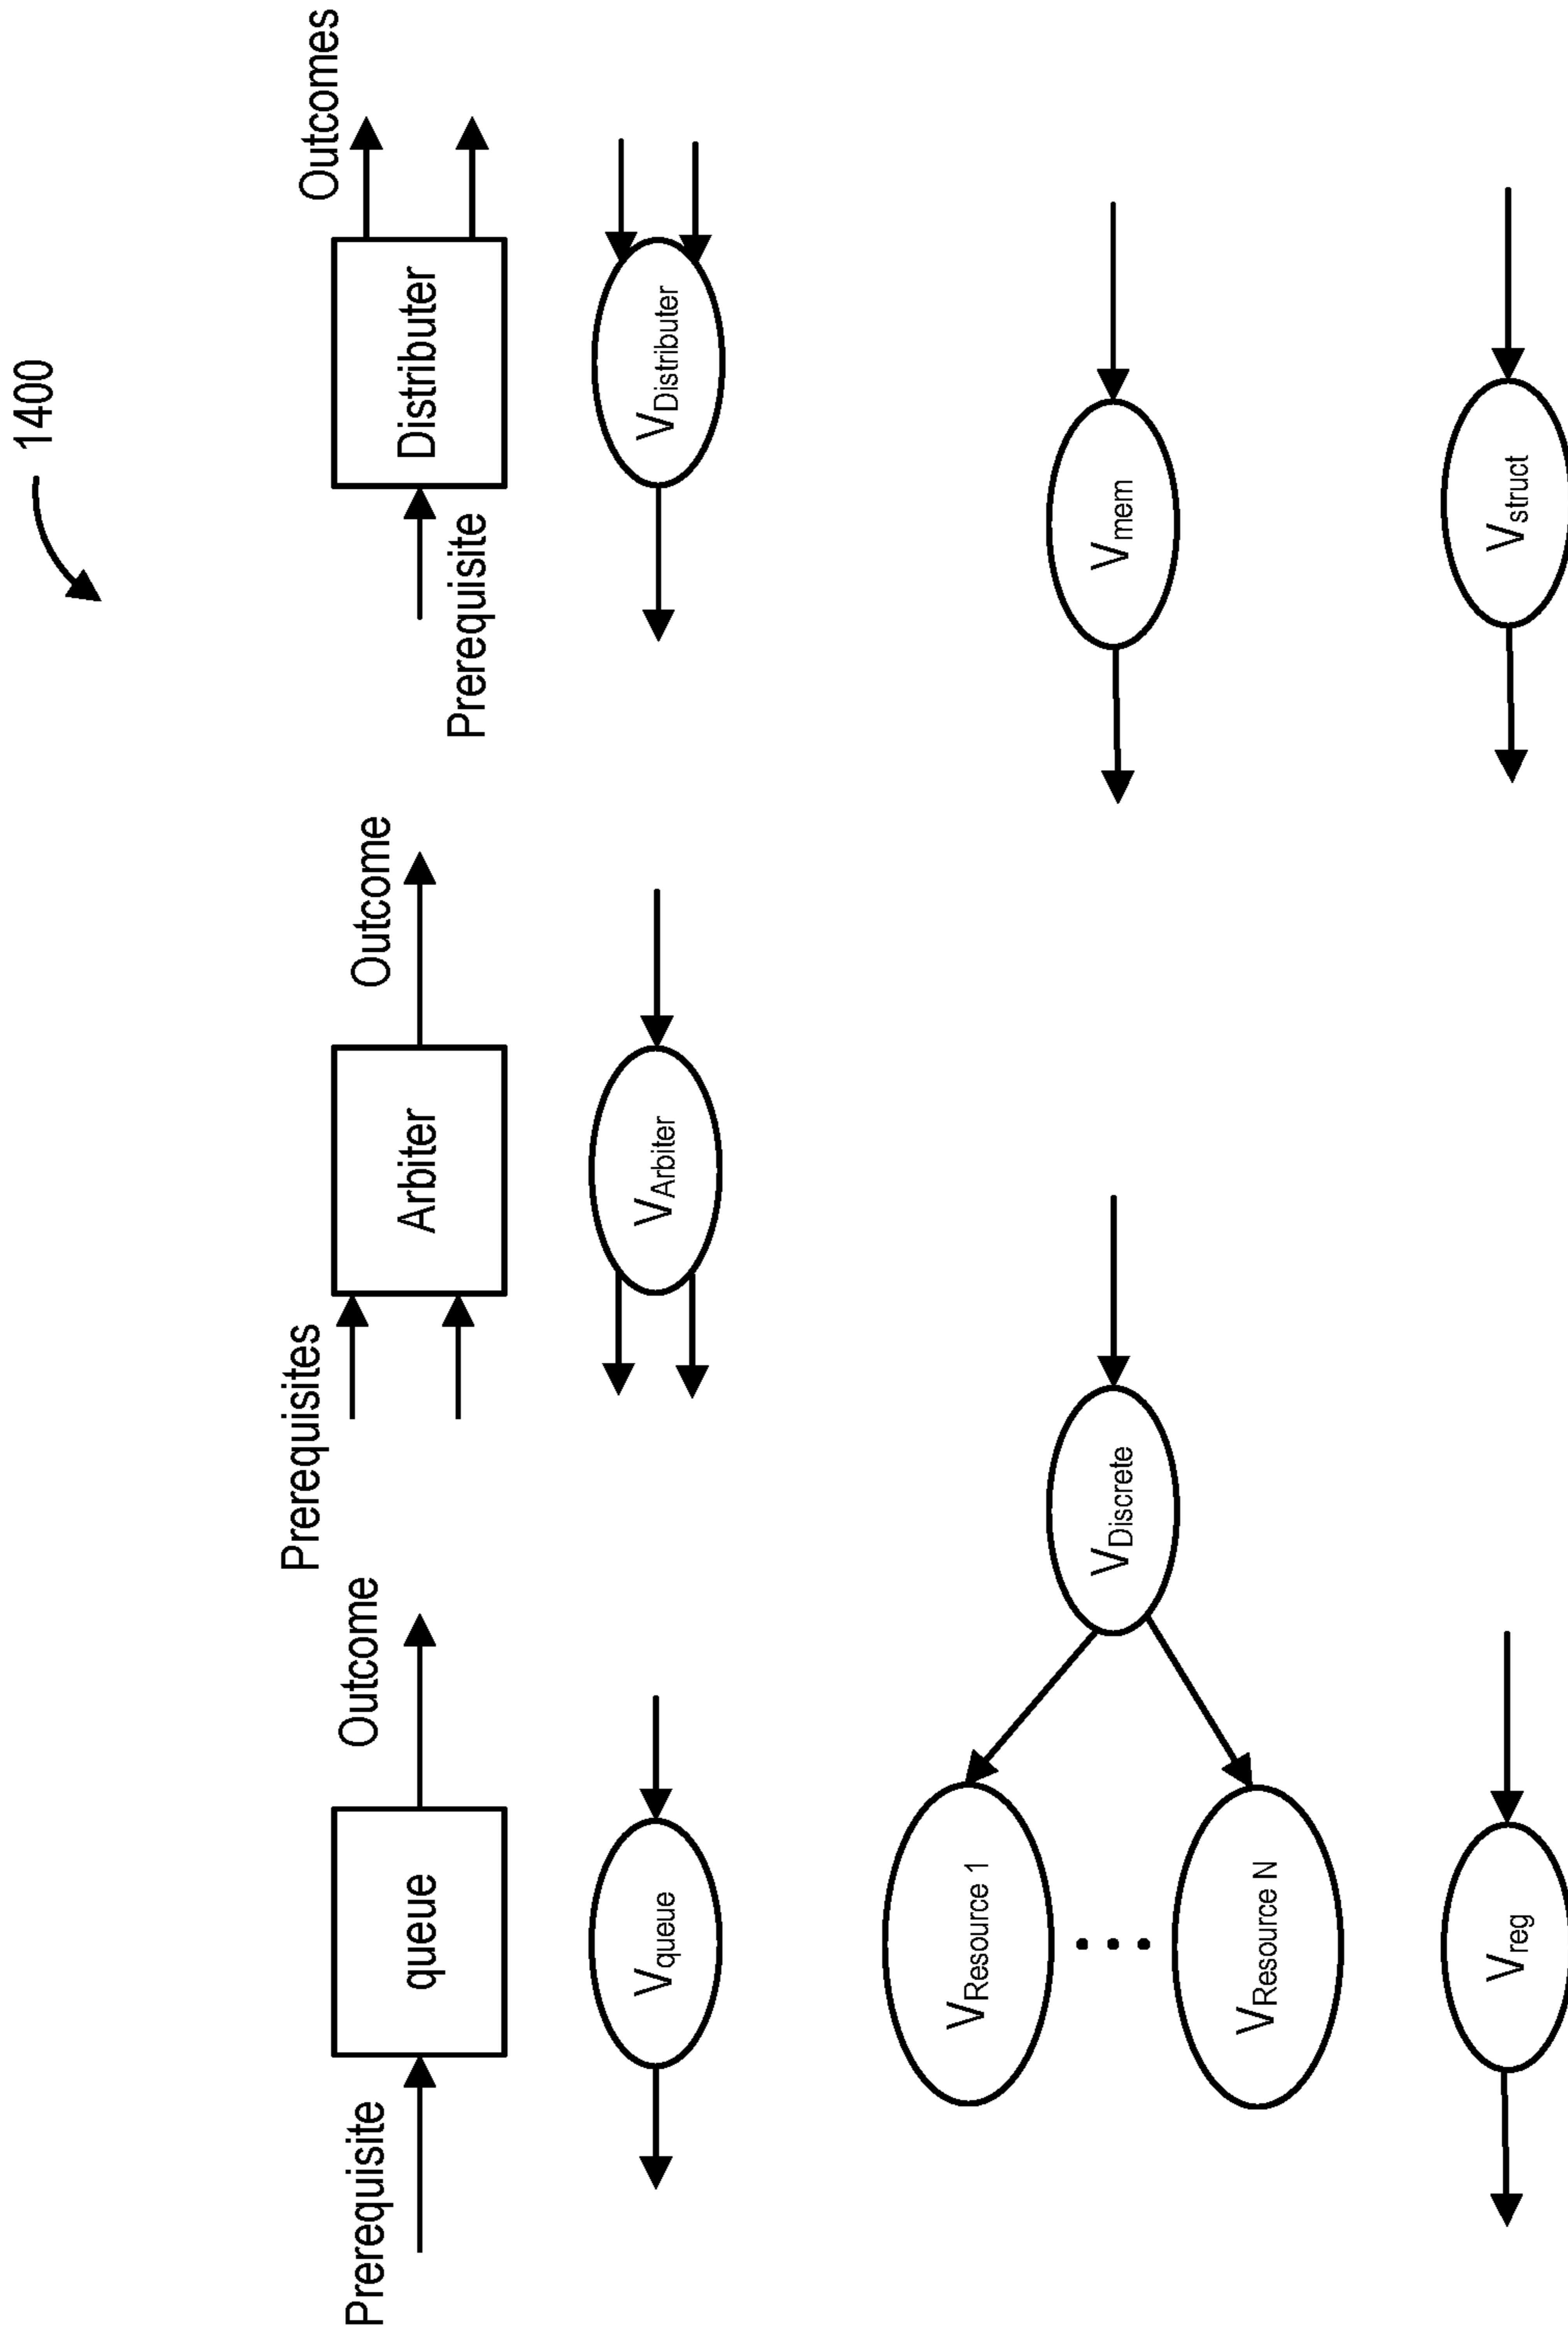 1400
Prerequisite
queue
Outcome
Prerequisites
Arbiter
Outcome
Prerequisite
Distributer
Outcomes
Vqueue
VArbiter
VDistributer
VResource 1
VResource N
VDiscrete
Vmem
Vreg
Vstruct